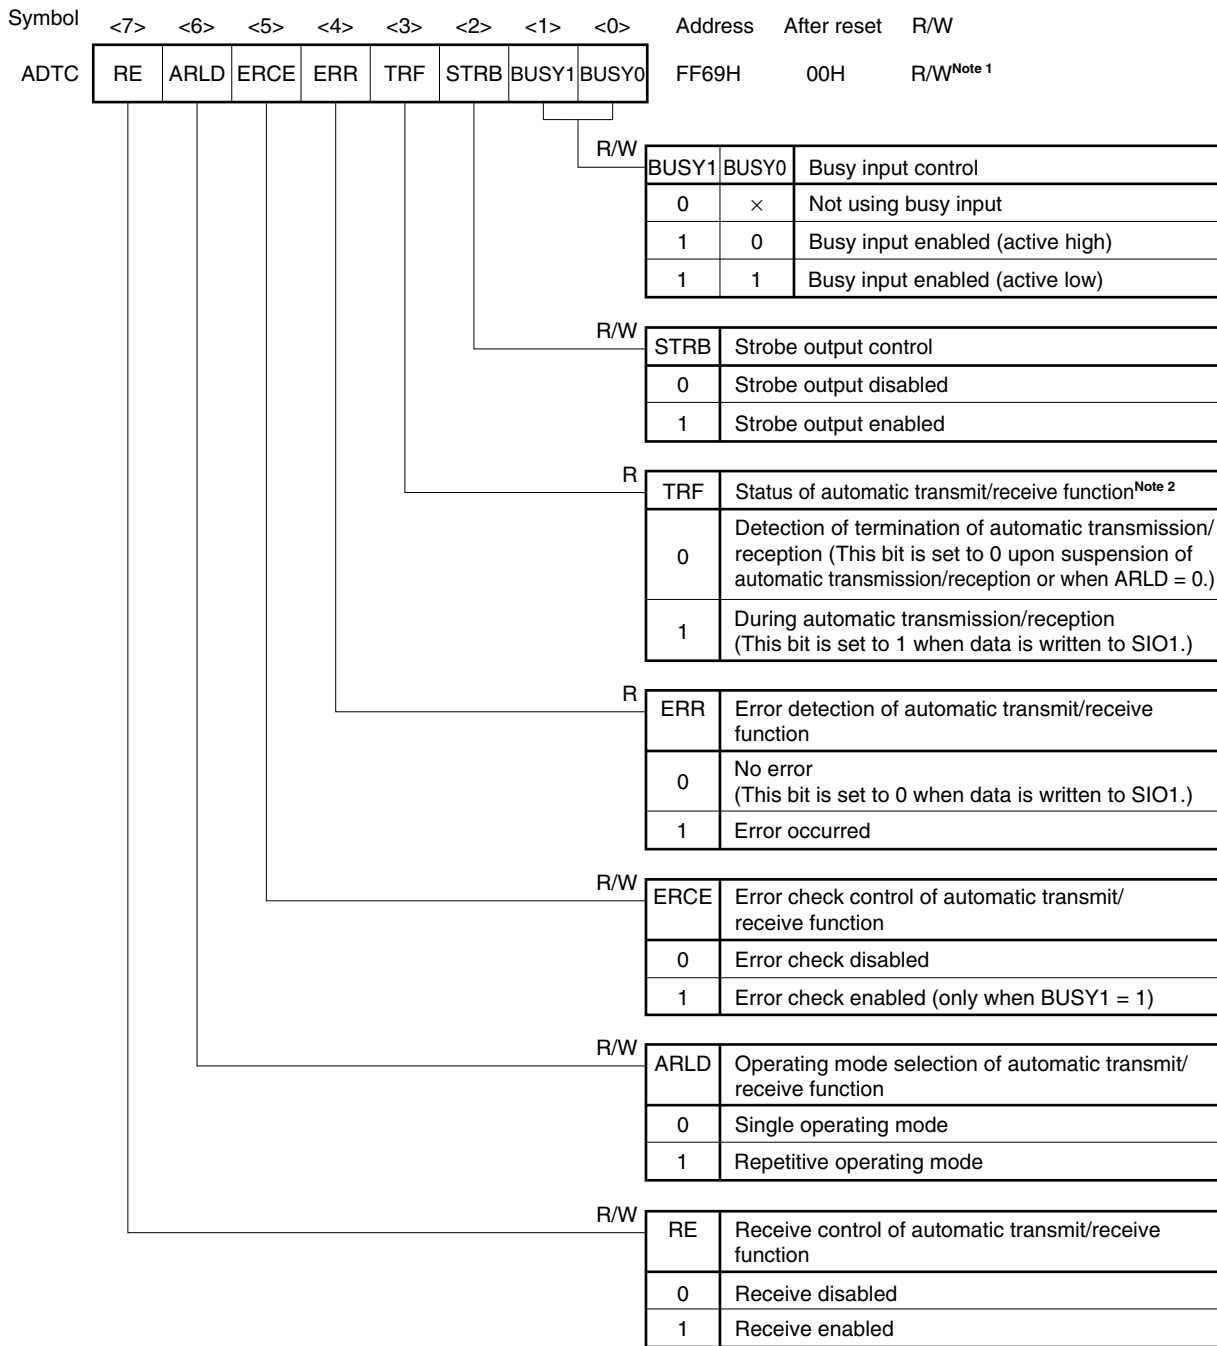 Symbol <7> <6> <5> <4> <3> <2> <1> <0> Address After reset R/W
ADTC RE ARLD ERCE ERR TRF STRB BUSY1 BUSY0 FF69H 00H R/W Note 1
R/W
BUSY1 BUSY0 Busy input control
0 × Not using busy input
1 0 Busy input enabled (active high)
1 1 Busy input enabled (active low)
R/W
STRB Strobe output control
0 Strobe output disabled
1 Strobe output enabled
R
TRF Status of automatic transmit/receive function Note 2
0 Detection of termination of automatic transmission/
reception (This bit is set to 0 upon suspension of
automatic transmission/reception or when ARLD = 0.)
1 During automatic transmission/reception
(This bit is set to 1 when data is written to SIO1.)
R
ERR Error detection of automatic transmit/receive
function
0 No error
(This bit is set to 0 when data is written to SIO1.)
1 Error occurred
R/W
ERCE Error check control of automatic transmit/
receive function
0 Error check disabled
1 Error check enabled (only when BUSY1 = 1)
R/W
ARLD Operating mode selection of automatic transmit/
receive function
0 Single operating mode
1 Repetitive operating mode
R/W
RE Receive control of automatic transmit/receive
function
0 Receive disabled
1 Receive enabled